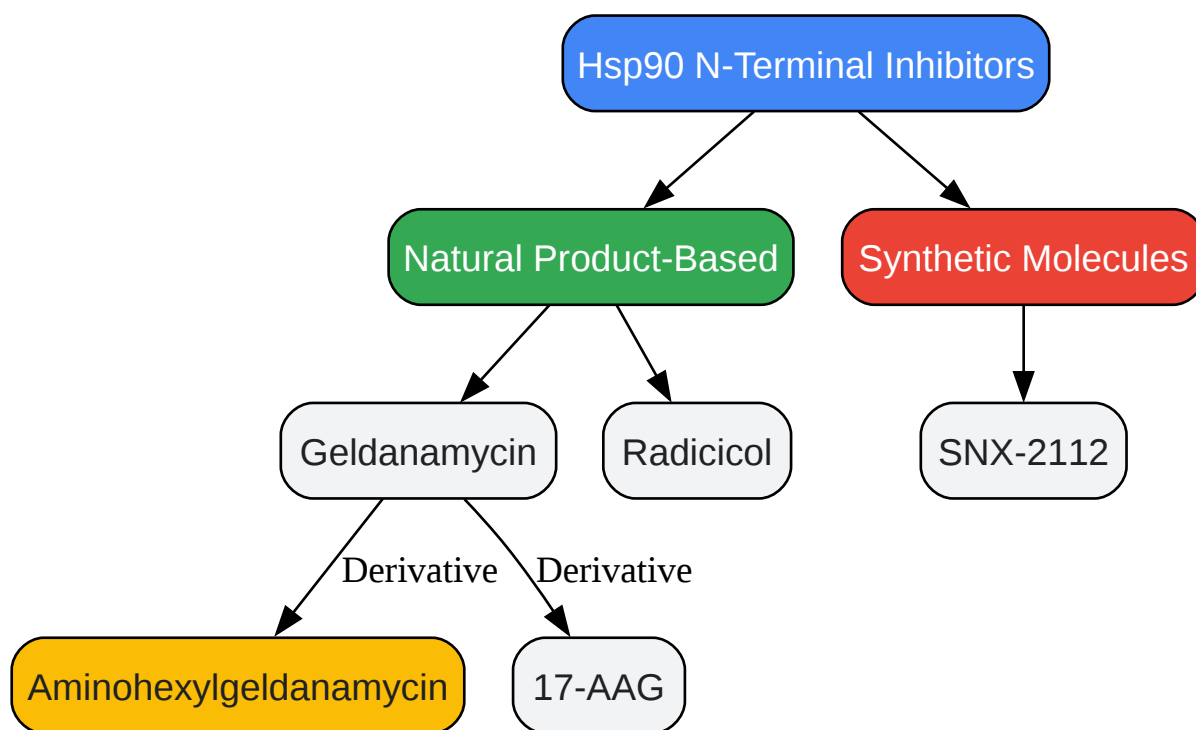 Hsp90 N-Terminal Inhibitors
Natural Product-Based
Synthetic Molecules
Geldanamycin
Radicicol
SNX-2112
Derivative
Derivative
Aminohexylgeldanamycin
17-AAG